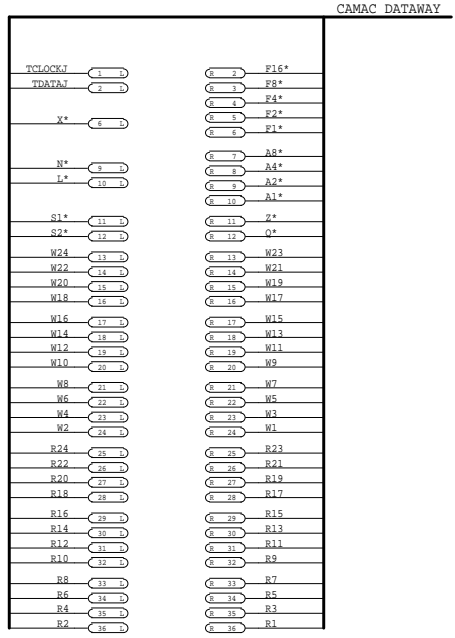 CAMAC DATAWAY
TCLOCKJ 1 L R 2 F16*
TDATAJ 2 L R 3 F8*
R 4 F4*
X* 6 L R 5 F2*
R 6 F1*
R 7 A8*
N* 9 L R 8 A4*
L* 10 L R 9 A2*
R 10 A1*
S1* 11 L R 11 Z*
S2* 12 L R 12 Q*
W24 13 L R 13 W23
W22 14 L R 14 W21
W20 15 L R 15 W19
W18 16 L R 16 W17
W16 17 L R 17 W15
W14 18 L R 18 W13
W12 19 L R 19 W11
W10 20 L R 20 W9
W8 21 L R 21 W7
W6 22 L R 22 W5
W4 23 L R 23 W3
W2 24 L R 24 W1
R24 25 L R 25 R23
R22 26 L R 26 R21
R20 27 L R 27 R19
R18 28 L R 28 R17
R16 29 L R 29 R15
R14 30 L R 30 R13
R12 31 L R 31 R11
R10 32 L R 32 R9
R8 33 L R 33 R7
R6 34 L R 34 R5
R4 35 L R 35 R3
R2 36 L R 36 R1